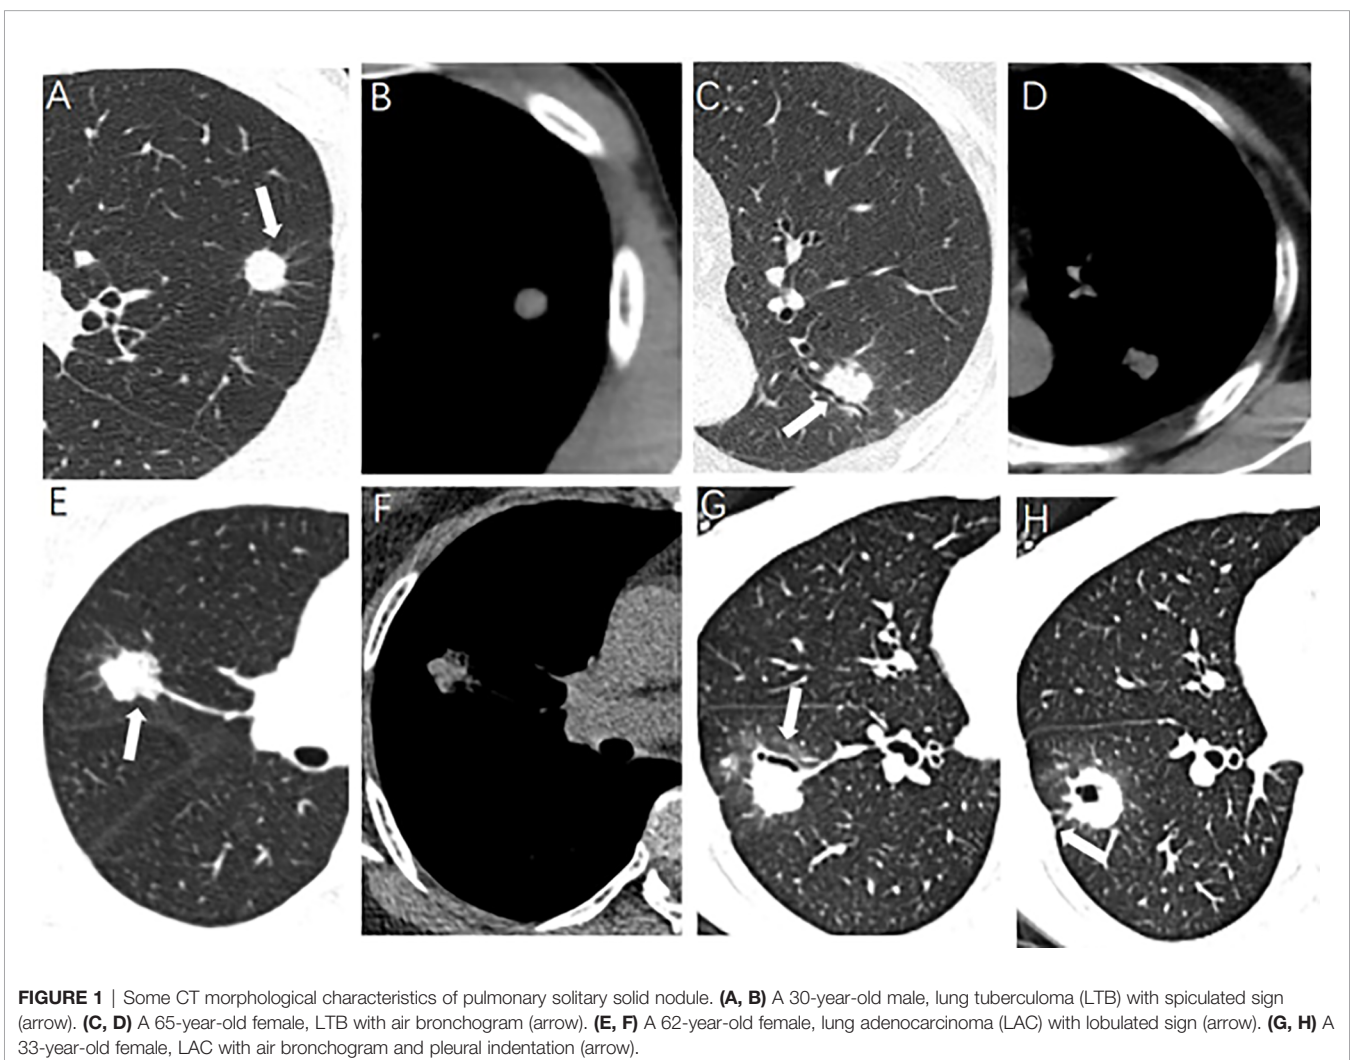 A
B
C
D
E
F
G
H
FIGURE 1 | Some CT morphological characteristics of pulmonary solitary solid nodule. (A, B) A 30-year-old male, lung tuberculoma (LTB) with spiculated sign
(arrow). (C, D) A 65-year-old female, LTB with air bronchogram (arrow). (E, F) A 62-year-old female, lung adenocarcinoma (LAC) with lobulated sign (arrow). (G, H) A
33-year-old female, LAC with air bronchogram and pleural indentation (arrow).